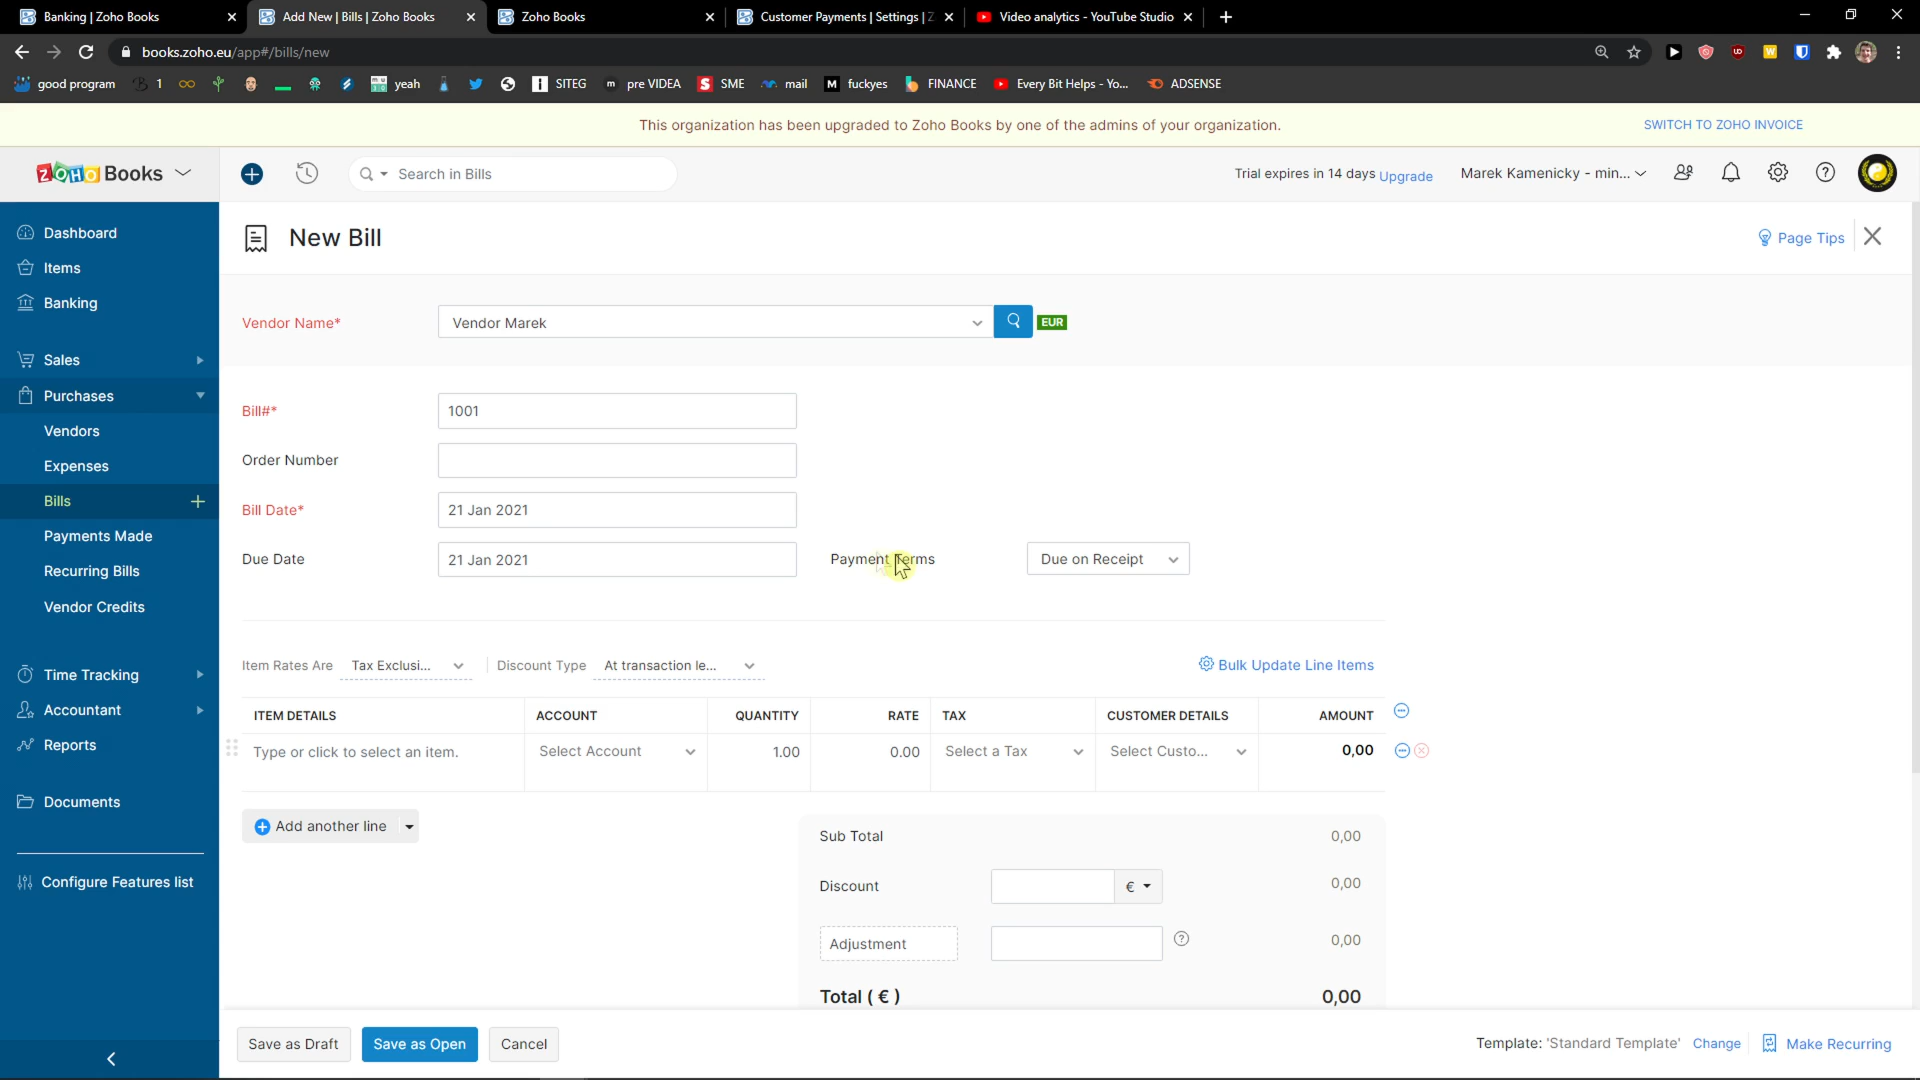 Banking | Zoho Books
Add New | Bills | Zoho Books
Zoho Books
Customer Payments | Settings | Z
Video analytics - YouTube Studio
books.zoho.eu/app#/bills/new
good program
1
yeah
SITEG
pre VIDEA
SME
mail
fuckyes
FINANCE
Every Bit Helps - Yo...
ADSENSE
This organization has been upgraded to Zoho Books by one of the admins of your organization.
SWITCH TO ZOHO INVOICE
ZOHO Books
Search in Bills
Trial expires in 14 days Upgrade
Marek Kamenicky - min...
Dashboard
Items
Banking
Sales
Purchases
Vendors
Expenses
Bills
Payments Made
Recurring Bills
Vendor Credits
Time Tracking
Accountant
Reports
Documents
Configure Features list
New Bill
Page Tips
Vendor Name*
Vendor Marek
EUR
Bill#*
1001
Order Number
Bill Date*
21 Jan 2021
Due Date
21 Jan 2021
Payment Terms
Due on Receipt
Item Rates Are
Tax Exclusi...
Discount Type
At transaction le...
Bulk Update Line Items
ITEM DETAILS
ACCOUNT
QUANTITY
RATE
TAX
CUSTOMER DETAILS
AMOUNT
Type or click to select an item.
Select Account
1.00
0.00
Select a Tax
Select Custo...
0,00
Add another line
Sub Total
0,00
Discount
€
0,00
Adjustment
0,00
Total ( € )
0,00
Save as Draft
Save as Open
Cancel
Template: 'Standard Template'
Change
Make Recurring